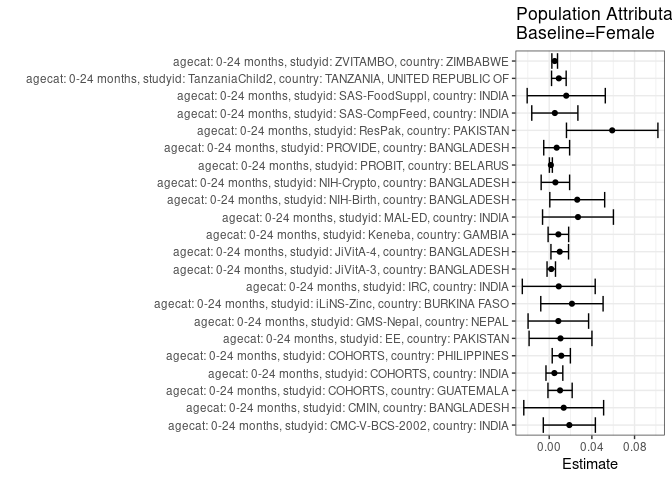 Population Attributa
Baseline=Female
agecat: 0-24 months, studyid: ZVITAMBO, country: ZIMBABWE
agecat: 0-24 months, studyid: TanzaniaChild2, country: TANZANIA, UNITED REPUBLIC OF
agecat: 0-24 months, studyid: SAS-FoodSuppl, country: INDIA
agecat: 0-24 months, studyid: SAS-CompFeed, country: INDIA
agecat: 0-24 months, studyid: ResPak, country: PAKISTAN
agecat: 0-24 months, studyid: PROVIDE, country: BANGLADESH
agecat: 0-24 months, studyid: PROBIT, country: BELARUS
agecat: 0-24 months, studyid: NIH-Crypto, country: BANGLADESH
agecat: 0-24 months, studyid: NIH-Birth, country: BANGLADESH
agecat: 0-24 months, studyid: MAL-ED, country: INDIA
agecat: 0-24 months, studyid: Keneba, country: GAMBIA
agecat: 0-24 months, studyid: JiVitA-4, country: BANGLADESH
agecat: 0-24 months, studyid: JiVitA-3, country: BANGLADESH
agecat: 0-24 months, studyid: IRC, country: INDIA
agecat: 0-24 months, studyid: iLiNS-Zinc, country: BURKINA FASO
agecat: 0-24 months, studyid: GMS-Nepal, country: NEPAL
agecat: 0-24 months, studyid: EE, country: PAKISTAN
agecat: 0-24 months, studyid: COHORTS, country: PHILIPPINES
agecat: 0-24 months, studyid: COHORTS, country: INDIA
agecat: 0-24 months, studyid: COHORTS, country: GUATEMALA
agecat: 0-24 months, studyid: CMIN, country: BANGLADESH
agecat: 0-24 months, studyid: CMC-V-BCS-2002, country: INDIA
0.00 0.04 0.08
Estimate